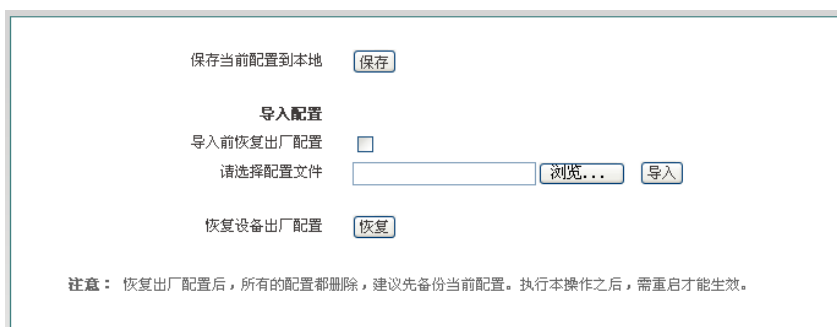 保存当前配置到本地 保存
导入配置
导入前恢复出厂配置
请选择配置文件 浏览... 导入
恢复设备出厂配置 恢复
注意：恢复出厂配置后，所有的配置都删除，建议先备份当前配置。执行本操作之后，需重启才能生效。